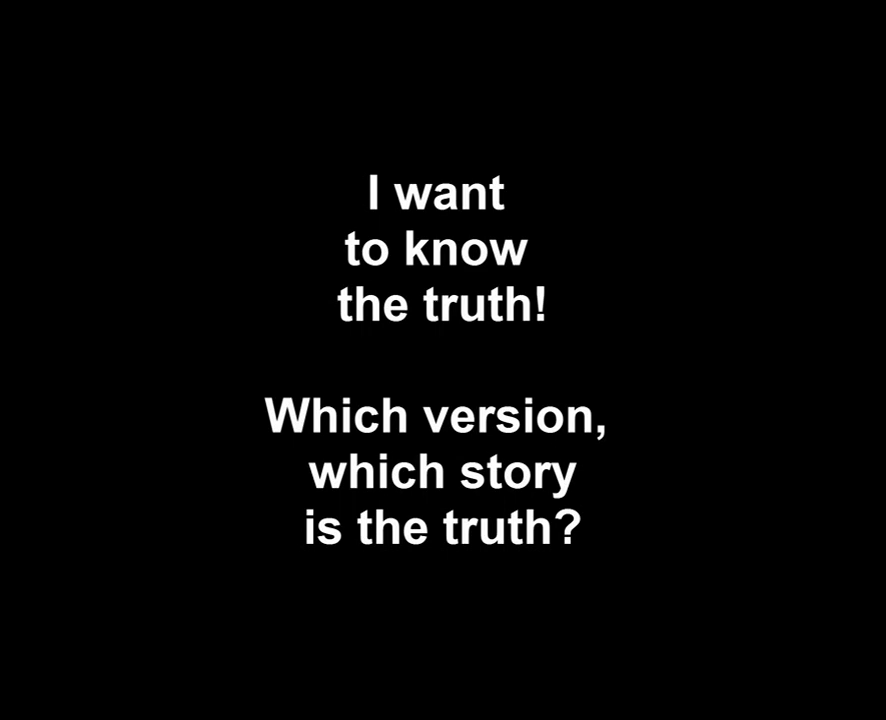 I want
to know
the truth!
Which version,
which story
is the truth?